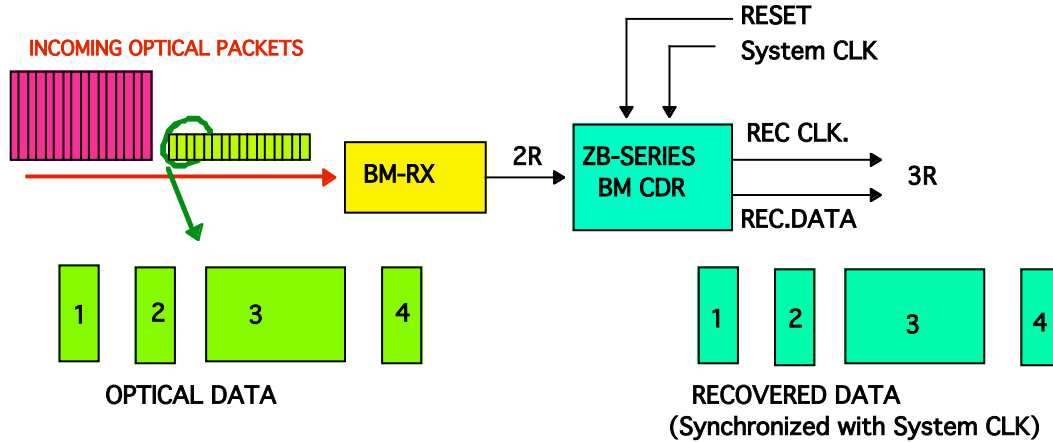 RESET
INCOMING OPTICAL PACKETS
System CLK
REC CLK.
2R
ZB-SERIES
BM CDR
BM-RX
3R
REC.DATA
1
2
3
4
1
2
3
4
OPTICAL DATA
RECOVERED DATA
(Synchronized with System CLK)